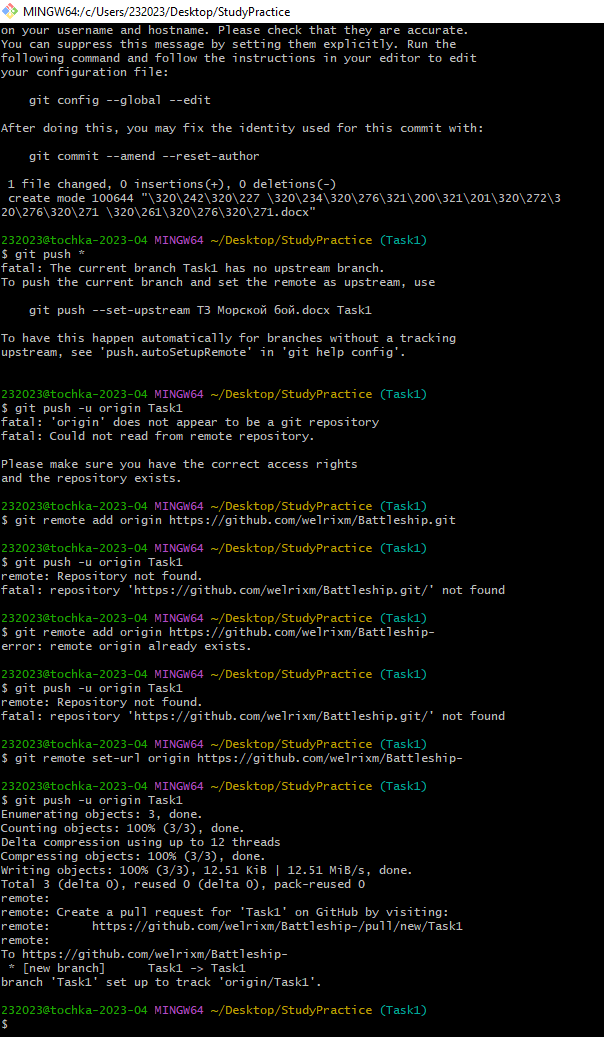 MINGW64:/c/Users/232023/Desktop/StudyPractice
on your username and hostname. Please check that they are accurate.
You can suppress this message by setting them explicitly. Run the
following command and follow the instructions in your editor to edit
your configuration file:
git config --global --edit
After doing this, you may fix the identity used for this commit with:
git commit --amend --reset-author
1 file changed, 0 insertions(+), 0 deletions(-)
create mode 100644 "\320\242\320\227 \320\234\320\276\321\200\321\201\320\272\3
20\276\320\271 \320\261\320\276\320\271.docx"
232023@tochka-2023-04 MINGW64 ~/Desktop/StudyPractice (Task1)
$ git push *
fatal: The current branch Task1 has no upstream branch.
To push the current branch and set the remote as upstream, use
git push --set-upstream ТЗ Морской бой.docx Task1
To have this happen automatically for branches without a tracking
upstream, see 'push.autoSetupRemote' in 'git help config'.
232023@tochka-2023-04 MINGW64 ~/Desktop/StudyPractice (Task1)
$ git push -u origin Task1
fatal: 'origin' does not appear to be a git repository
fatal: Could not read from remote repository.
Please make sure you have the correct access rights
and the repository exists.
232023@tochka-2023-04 MINGW64 ~/Desktop/StudyPractice (Task1)
$ git remote add origin https://github.com/welrixm/Battleship.git
232023@tochka-2023-04 MINGW64 ~/Desktop/StudyPractice (Task1)
$ git push -u origin Task1
remote: Repository not found.
fatal: repository 'https://github.com/welrixm/Battleship.git/' not found
232023@tochka-2023-04 MINGW64 ~/Desktop/StudyPractice (Task1)
$ git remote add origin https://github.com/welrixm/Battleship-
error: remote origin already exists.
232023@tochka-2023-04 MINGW64 ~/Desktop/StudyPractice (Task1)
$ git push -u origin Task1
remote: Repository not found.
fatal: repository 'https://github.com/welrixm/Battleship.git/' not found
232023@tochka-2023-04 MINGW64 ~/Desktop/StudyPractice (Task1)
$ git remote set-url origin https://github.com/welrixm/Battleship-
232023@tochka-2023-04 MINGW64 ~/Desktop/StudyPractice (Task1)
$ git push -u origin Task1
Enumerating objects: 3, done.
Counting objects: 100% (3/3), done.
Delta compression using up to 12 threads
Compressing objects: 100% (3/3), done.
Writing objects: 100% (3/3), 12.51 KiB | 12.51 MiB/s, done.
Total 3 (delta 0), reused 0 (delta 0), pack-reused 0
remote:
remote: Create a pull request for 'Task1' on GitHub by visiting:
remote:      https://github.com/welrixm/Battleship-/pull/new/Task1
remote:
To https://github.com/welrixm/Battleship-
* [new branch]      Task1 -> Task1
branch 'Task1' set up to track 'origin/Task1'.
232023@tochka-2023-04 MINGW64 ~/Desktop/StudyPractice (Task1)
$